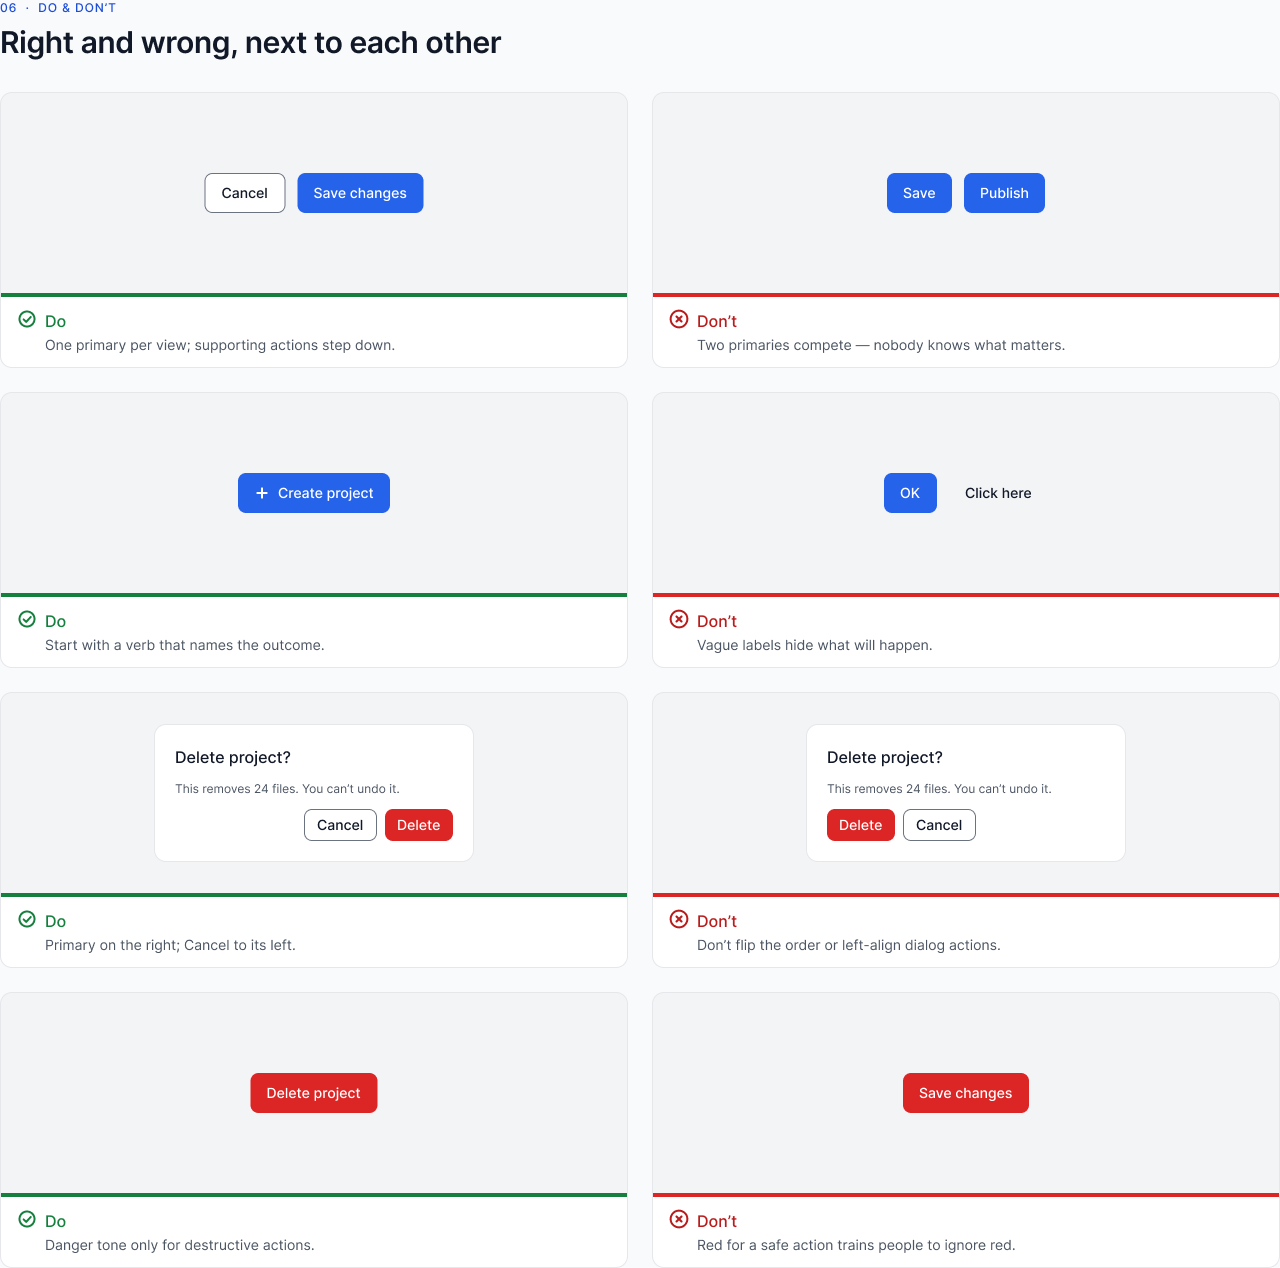 06 · DO & DON’T
Right and wrong, next to each other
Cancel
Save changes
Do
One primary per view; supporting actions step down.
Save
Publish
Don’t
Two primaries compete — nobody knows what matters.
Create project
Do
Start with a verb that names the outcome.
OK
Click here
Don’t
Vague labels hide what will happen.
Delete project?
This removes 24 files. You can’t undo it.
Cancel
Delete
Do
Primary on the right; Cancel to its left.
Delete project?
This removes 24 files. You can’t undo it.
Delete
Cancel
Don’t
Don’t flip the order or left-align dialog actions.
Delete project
Do
Danger tone only for destructive actions.
Save changes
Don’t
Red for a safe action trains people to ignore red.